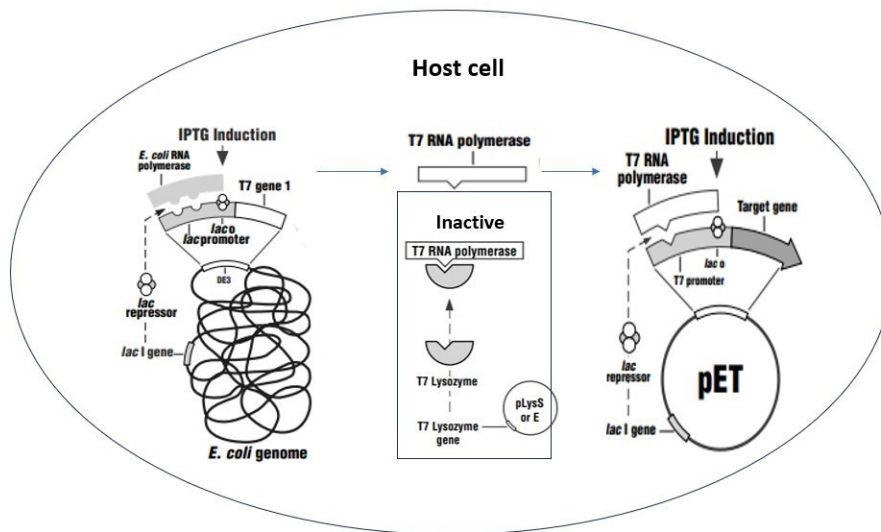 Host cell
IPTG Induction
E. coli RNA
polymerase
T7 gene 1
lac o
lac promoter
DE3
lac
repressor
lac I gene
E. coli genome
T7 RNA polymerase
Inactive
T7 RNA polymerase
T7 Lysozyme
T7 Lysozyme
gene
pLysS
or E
IPTG Induction
T7 RNA
polymerase
Target gene
lac o
T7 promoter
lac
repressor
lac I gene
pET